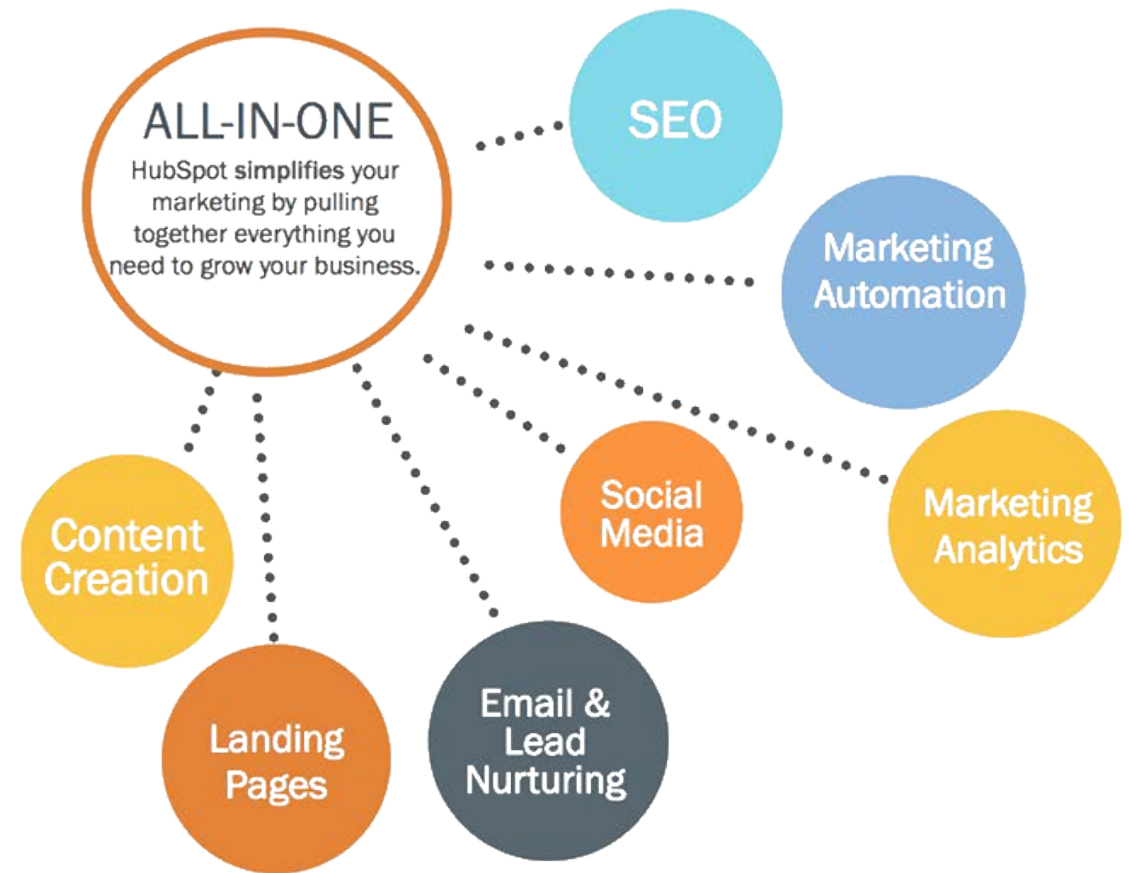 ALL-IN-ONE
HubSpot simplifies your
marketing by pulling
together everything you
need to grow your business.
SEO
Marketing
Automation
Marketing
Analytics
Social
Media
Email &
Lead
Nurturing
Landing
Pages
Content
Creation